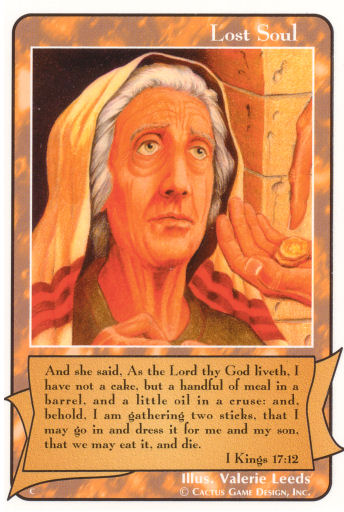 Lost Soul
And she said, As the Lord thy God liveth, I
have not a cake, but a handful of meal in a
barrel, and a little oil in a cruse: and,
behold, I am gathering two sticks, that I
may go in and dress it for me and my son,
that we may eat it, and die.
I Kings 17:12
Illus. Valerie Leeds
C © Cactus Game Design, Inc.